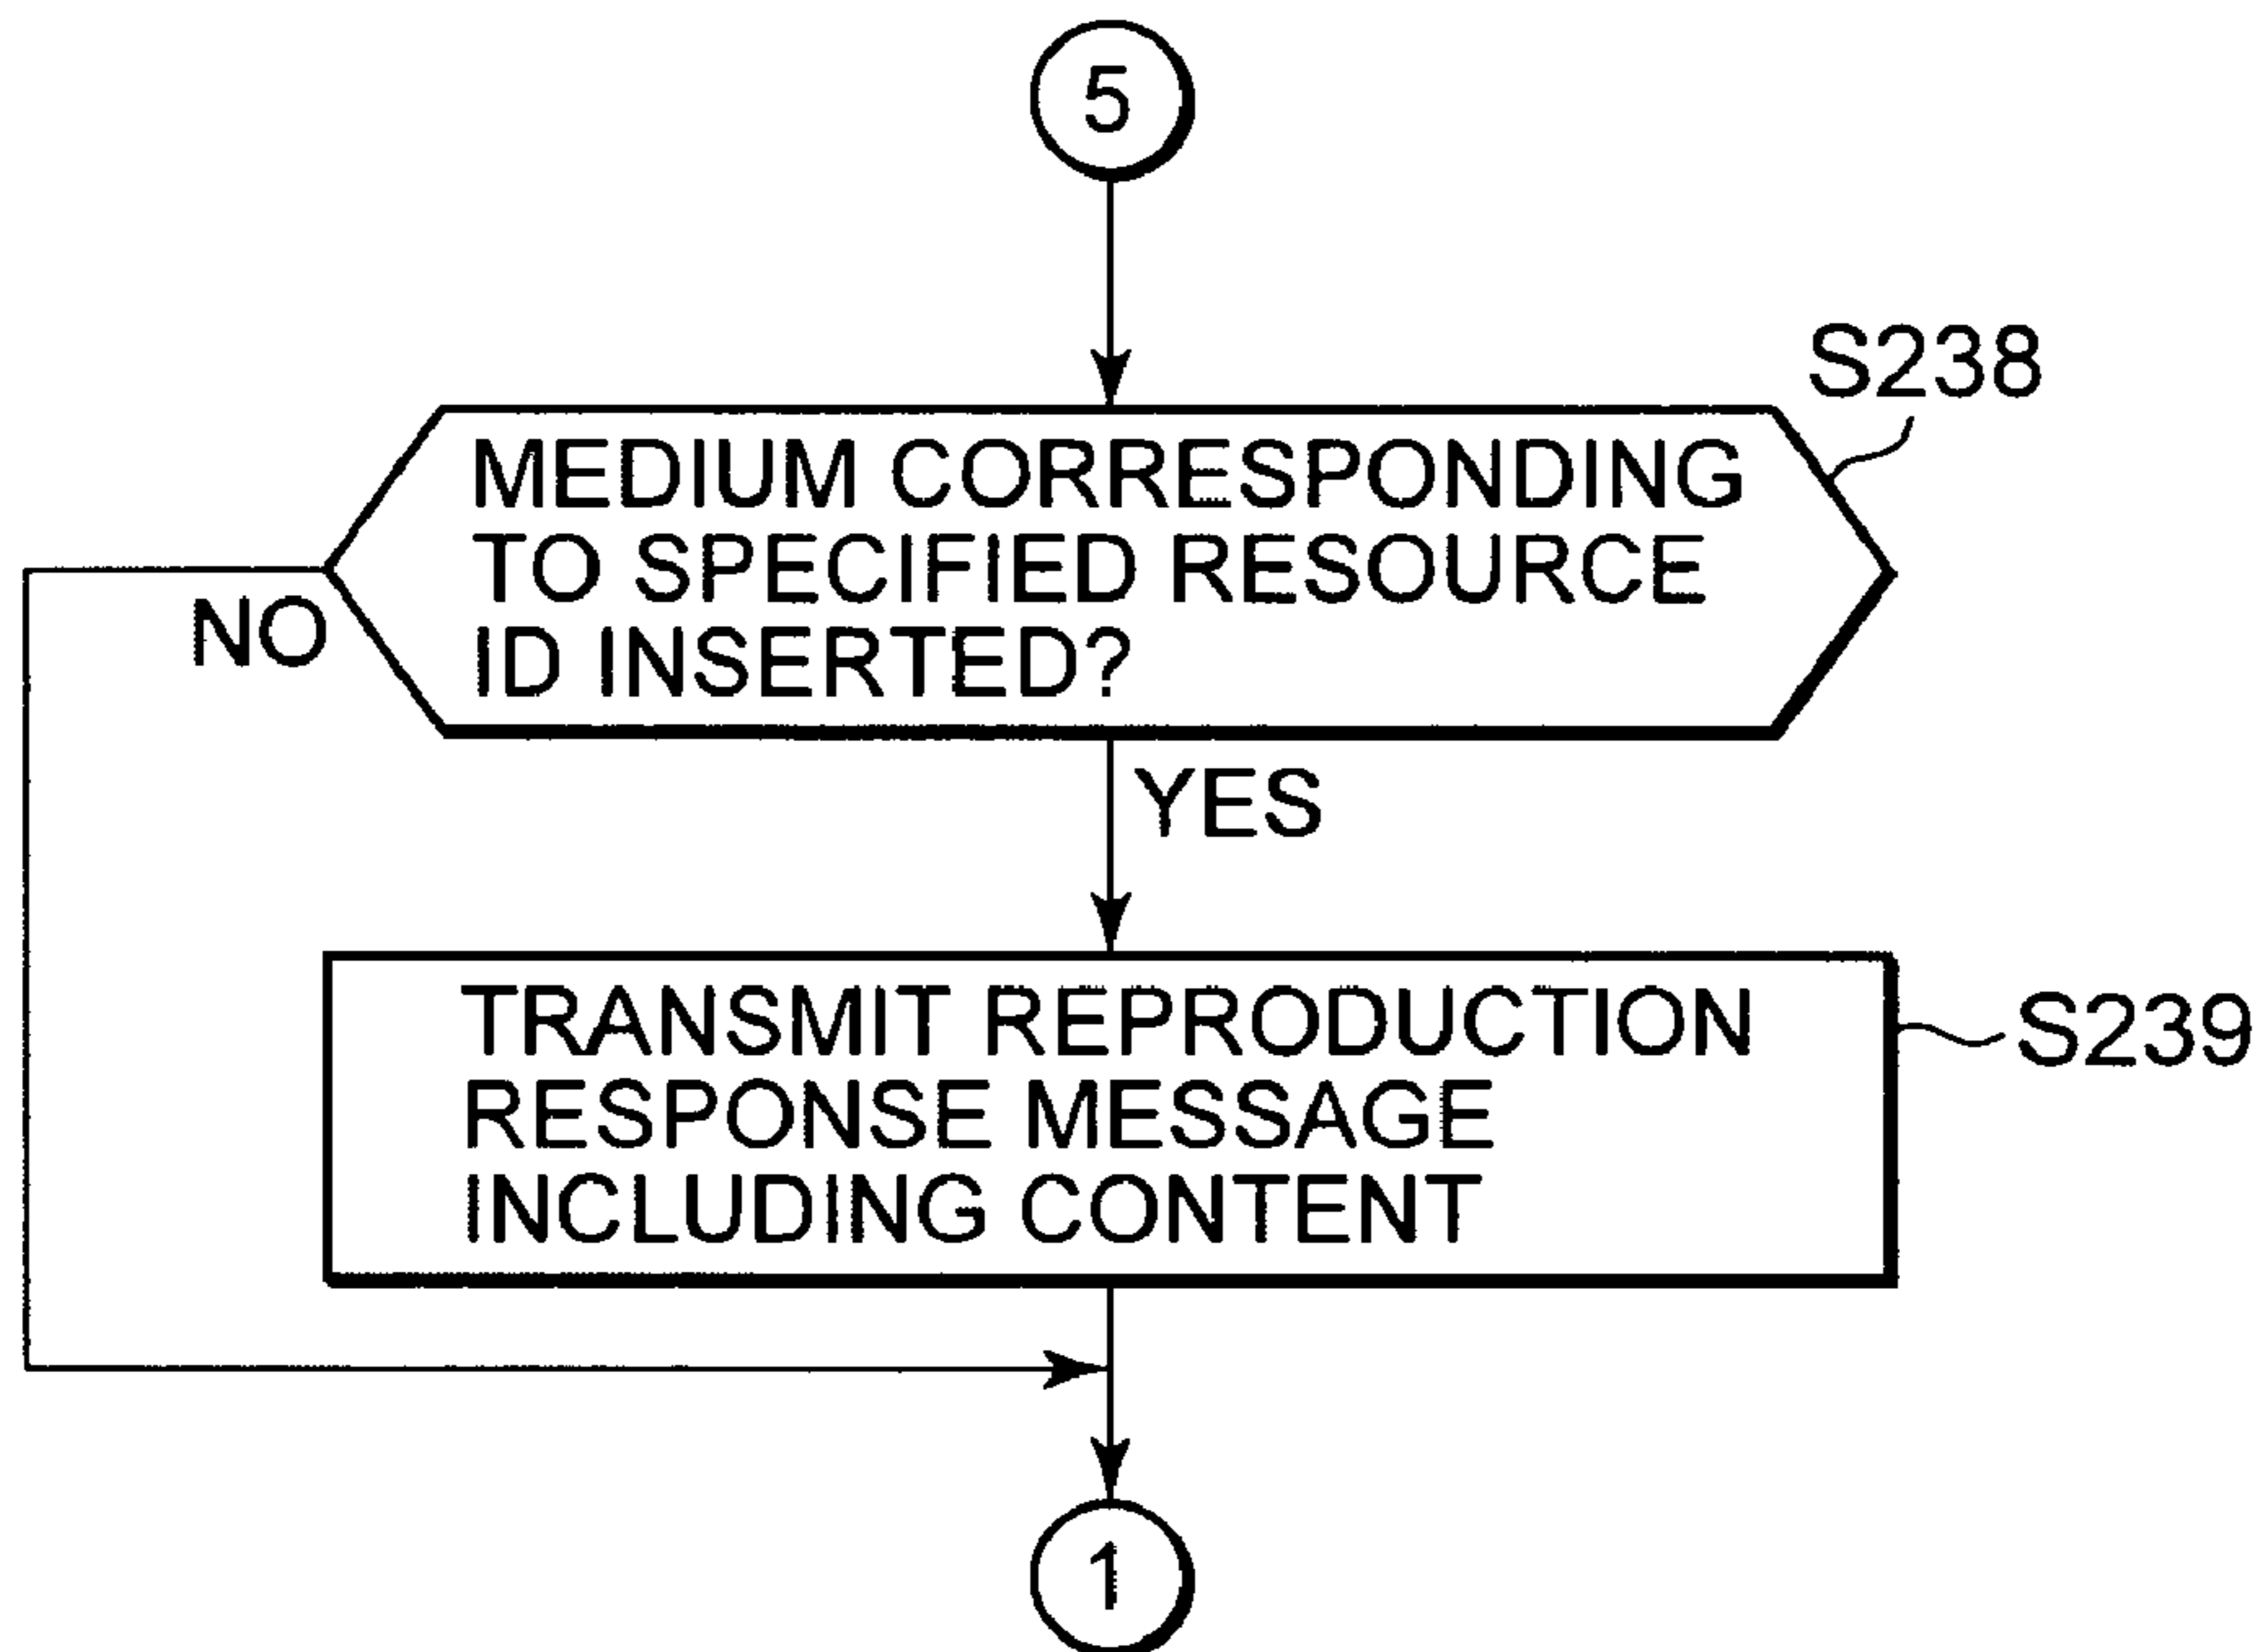 5
S238
MEDIUM CORRESPONDING
TO SPECIFIED RESOURCE
ID INSERTED?
NO
YES
TRANSMIT REPRODUCTION
RESPONSE MESSAGE
INCLUDING CONTENT
S239
1